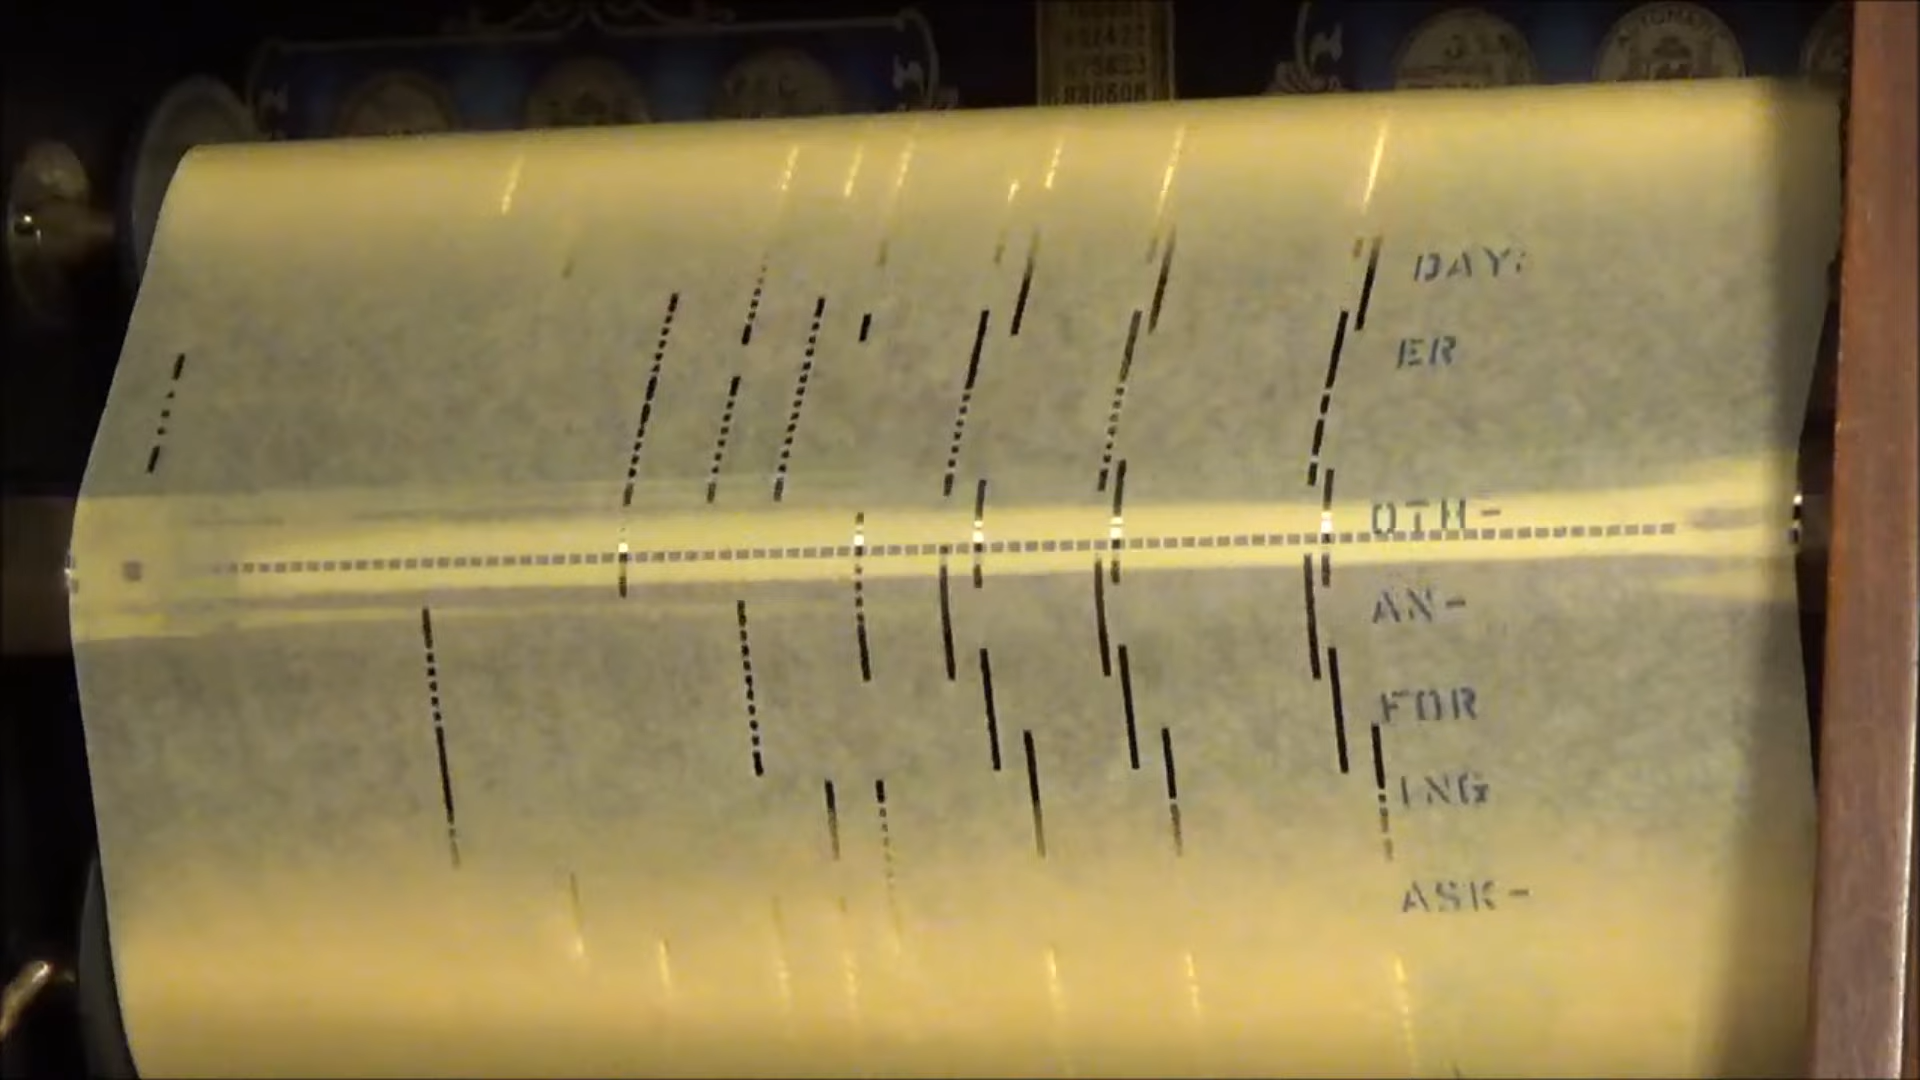 DAY;
ER
OTH-
AN-
FOR
ING
ASK-